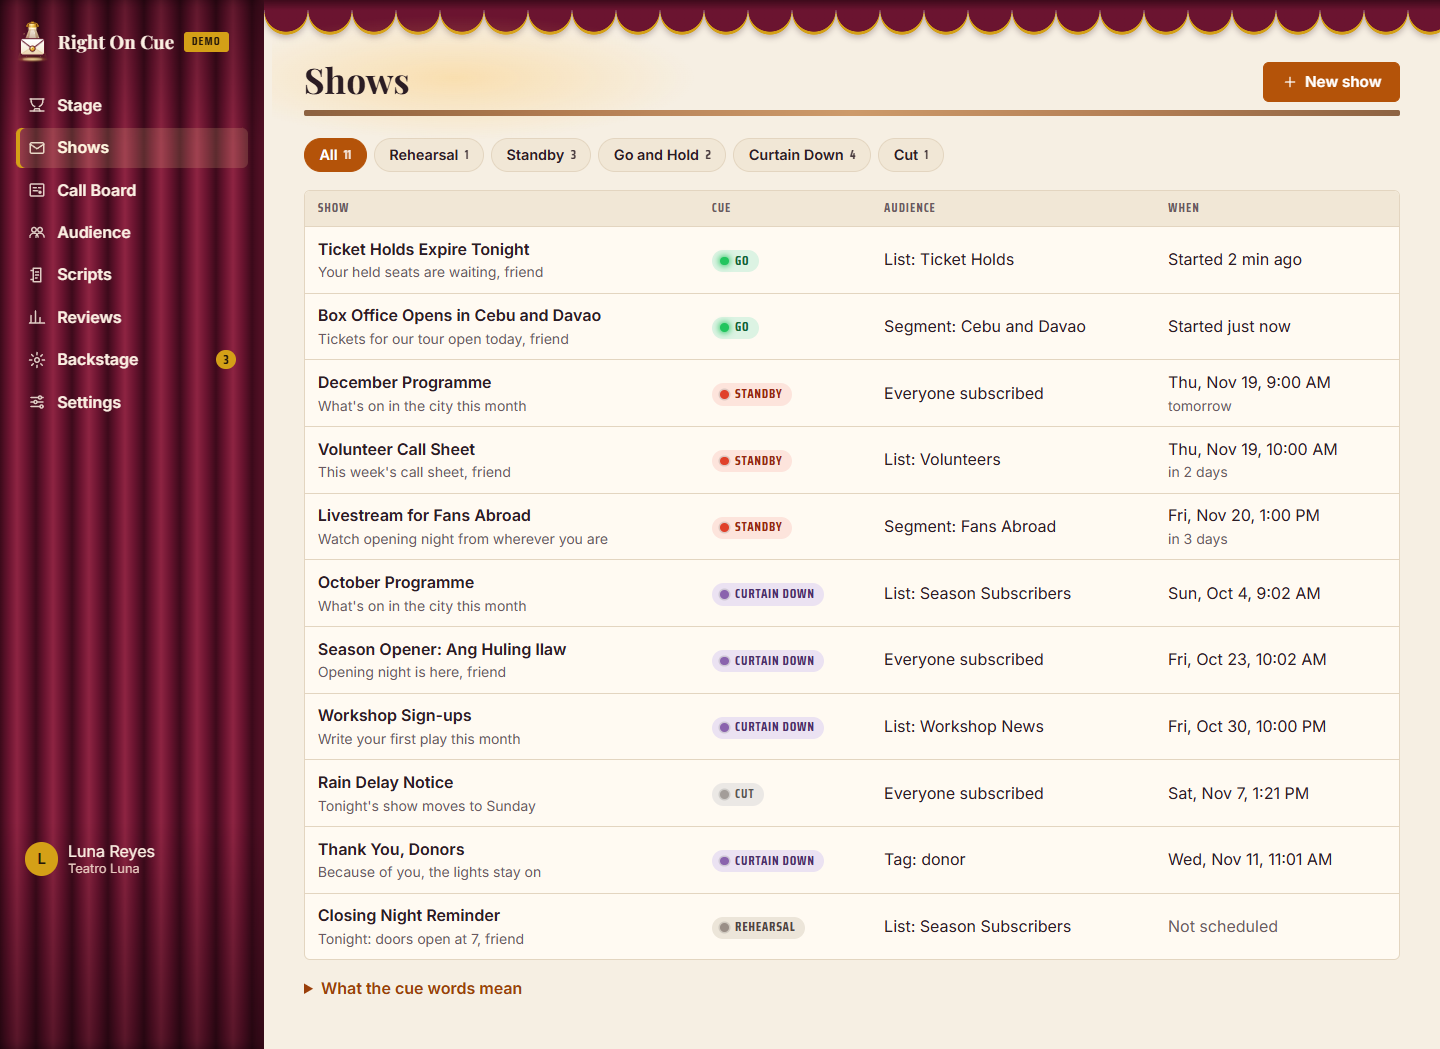 Right On Cue DEMO
Stage
Shows
Call Board
Audience
Scripts
Reviews
Backstage 3
Settings
L
Luna Reyes
Teatro Luna
Shows
+ New show
All 11 Rehearsal 1 Standby 3 Go and Hold 2 Curtain Down 4 Cut 1
SHOW CUE AUDIENCE WHEN
Ticket Holds Expire Tonight
Your held seats are waiting, friend
GO
List: Ticket Holds
Started 2 min ago
Box Office Opens in Cebu and Davao
Tickets for our tour open today, friend
GO
Segment: Cebu and Davao
Started just now
December Programme
What's on in the city this month
STANDBY
Everyone subscribed
Thu, Nov 19, 9:00 AM
tomorrow
Volunteer Call Sheet
This week's call sheet, friend
STANDBY
List: Volunteers
Thu, Nov 19, 10:00 AM
in 2 days
Livestream for Fans Abroad
Watch opening night from wherever you are
STANDBY
Segment: Fans Abroad
Fri, Nov 20, 1:00 PM
in 3 days
October Programme
What's on in the city this month
CURTAIN DOWN
List: Season Subscribers
Sun, Oct 4, 9:02 AM
Season Opener: Ang Huling Ilaw
Opening night is here, friend
CURTAIN DOWN
Everyone subscribed
Fri, Oct 23, 10:02 AM
Workshop Sign-ups
Write your first play this month
CURTAIN DOWN
List: Workshop News
Fri, Oct 30, 10:00 PM
Rain Delay Notice
Tonight's show moves to Sunday
CUT
Everyone subscribed
Sat, Nov 7, 1:21 PM
Thank You, Donors
Because of you, the lights stay on
CURTAIN DOWN
Tag: donor
Wed, Nov 11, 11:01 AM
Closing Night Reminder
Tonight: doors open at 7, friend
REHEARSAL
List: Season Subscribers
Not scheduled
What the cue words mean